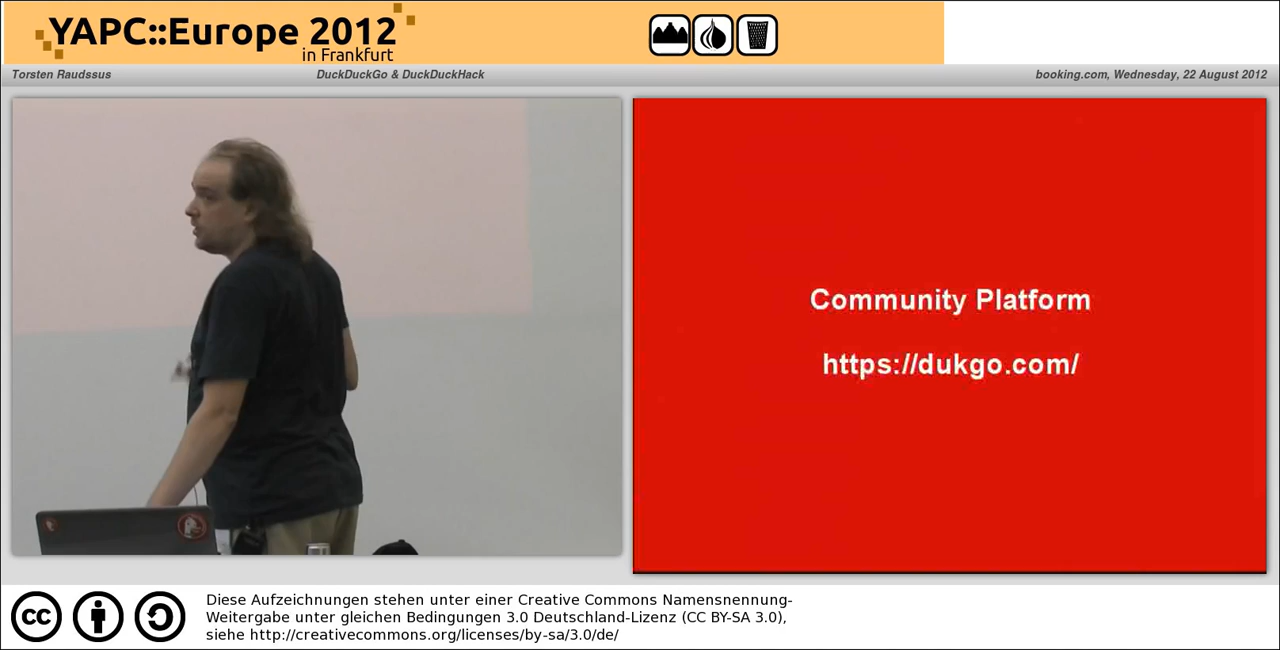 YAPC::Europe 2012
in Frankfurt
Torsten Raudssus
DuckDuckGo & DuckDuckHack
booking.com, Wednesday, 22 August 2012
Community Platform
https://dukgo.com/
cc
Diese Aufzeichnungen stehen unter einer Creative Commons Namensnennung-
Weitergabe unter gleichen Bedingungen 3.0 Deutschland-Lizenz (CC BY-SA 3.0),
siehe http://creativecommons.org/licenses/by-sa/3.0/de/